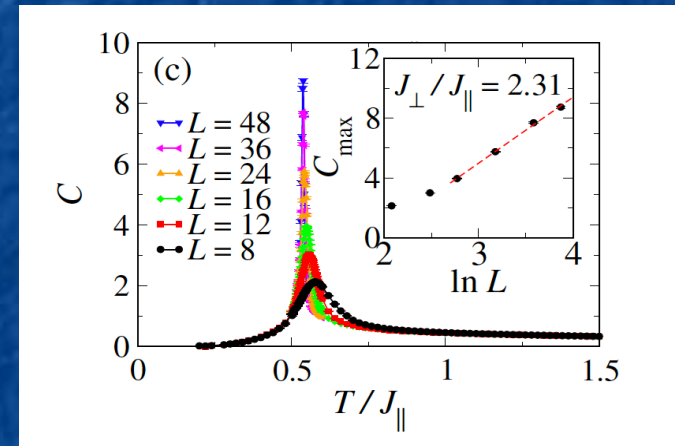 (c)
10
8
6
4
2
0
C
L = 48
L = 36
L = 24
L = 16
L = 12
L = 8
0
0.5
1
1.5
T / J∥
J⊥ / J∥ = 2.31
12
8
4
0
C max
2
3
4
ln L